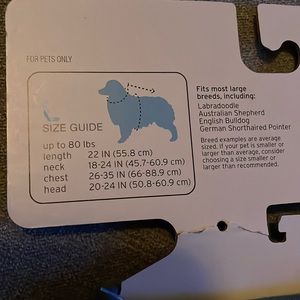 FOR PETS ONLY
SIZE GUIDE
up to 80 lbs
length 22 IN (55.8 cm)
neck 18-24 IN (45.7-60.9 cm)
chest 26-35 IN (66-88.9 cm)
head 20-24 IN (50.8-60.9 cm)
Fits most large
breeds, including:
Labradoodle
Australian Shepherd
English Bulldog
German Shorthaired Pointer
Breed examples are average
sized. If your pet is smaller or
larger than average, consider
choosing a size smaller or
larger than recommended.